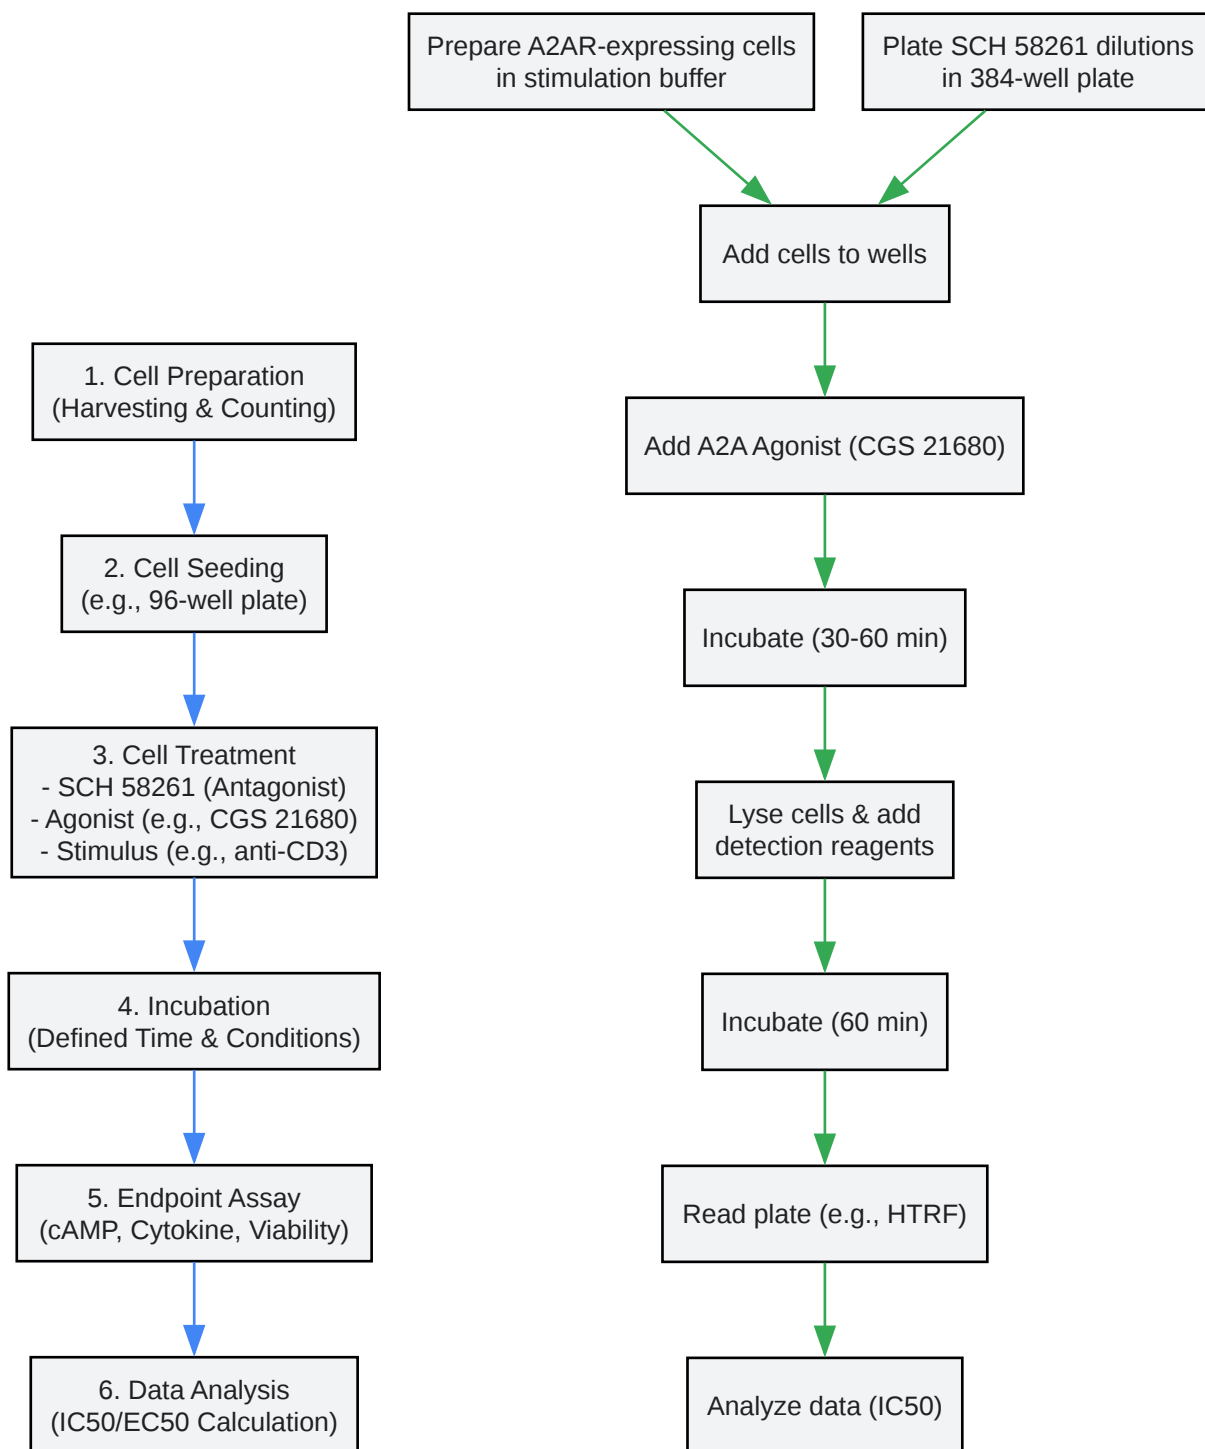 1. Cell Preparation
(Harvesting & Counting)
2. Cell Seeding
(e.g., 96-well plate)
3. Cell Treatment
- SCH 58261 (Antagonist)
- Agonist (e.g., CGS 21680)
- Stimulus (e.g., anti-CD3)
4. Incubation
(Defined Time & Conditions)
5. Endpoint Assay
(cAMP, Cytokine, Viability)
6. Data Analysis
(IC50/EC50 Calculation)
Prepare A2AR-expressing cells
in stimulation buffer
Plate SCH 58261 dilutions
in 384-well plate
Add cells to wells
Add A2A Agonist (CGS 21680)
Incubate (30-60 min)
Lyse cells & add
detection reagents
Incubate (60 min)
Read plate (e.g., HTRF)
Analyze data (IC50)